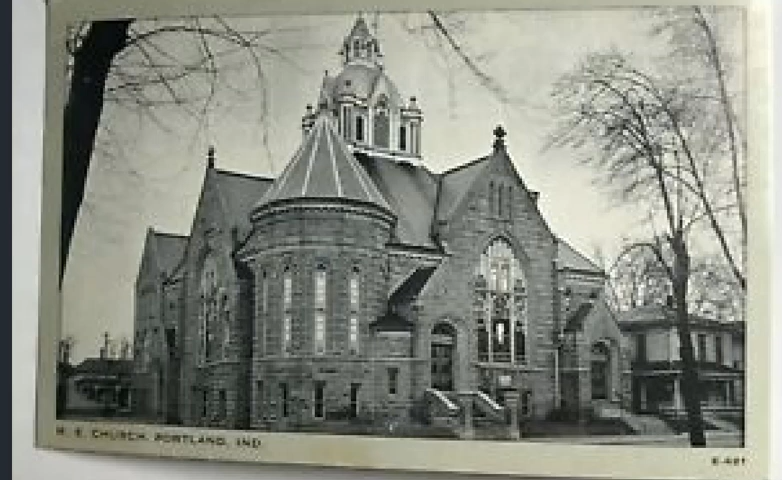 M. E. CHURCH, PORTLAND, IND.
E-421